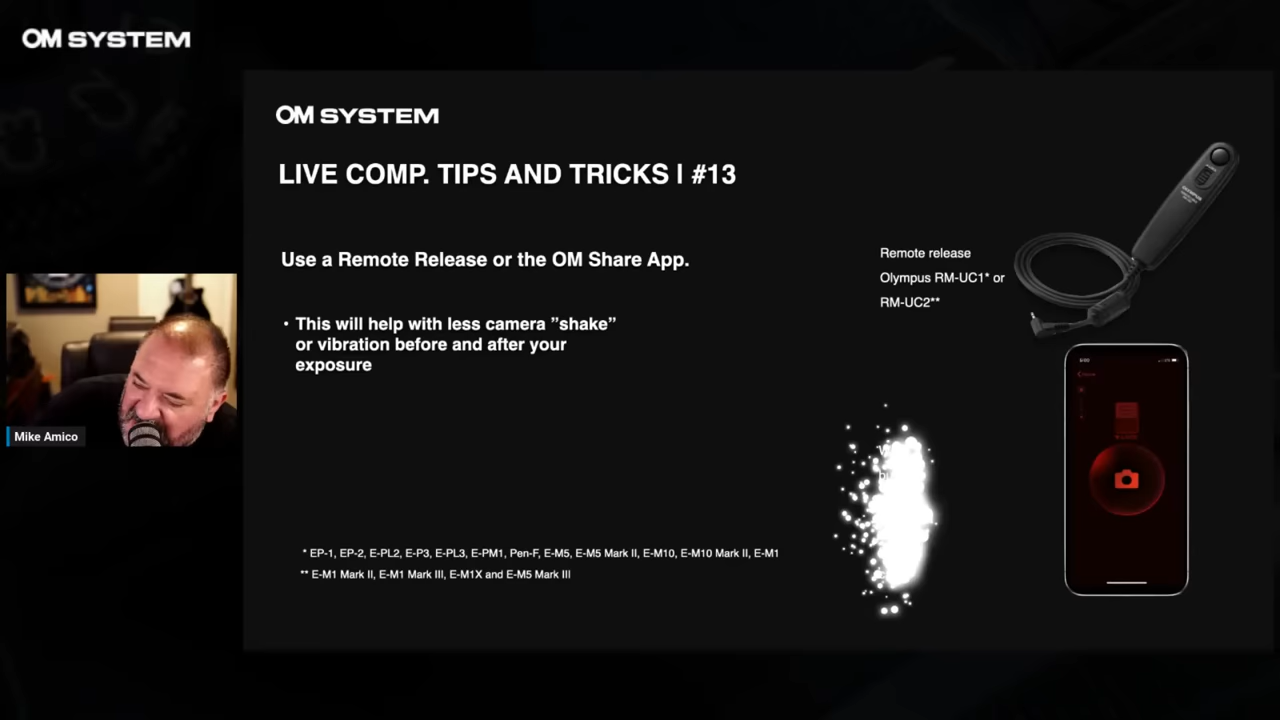 OM SYSTEM
OM SYSTEM
LIVE COMP. TIPS AND TRICKS | #13
Use a Remote Release or the OM Share App.
Remote release
Olympus RM-UC1* or
RM-UC2**
• This will help with less camera ”shake”
or vibration before and after your
exposure
Mike Amico
* EP-1, EP-2, E-PL2, E-P3, E-PL3, E-PM1, Pen-F, E-M5, E-M5 Mark II, E-M10, E-M10 Mark II, E-M1
** E-M1 Mark II, E-M1 Mark III, E-M1X and E-M5 Mark III